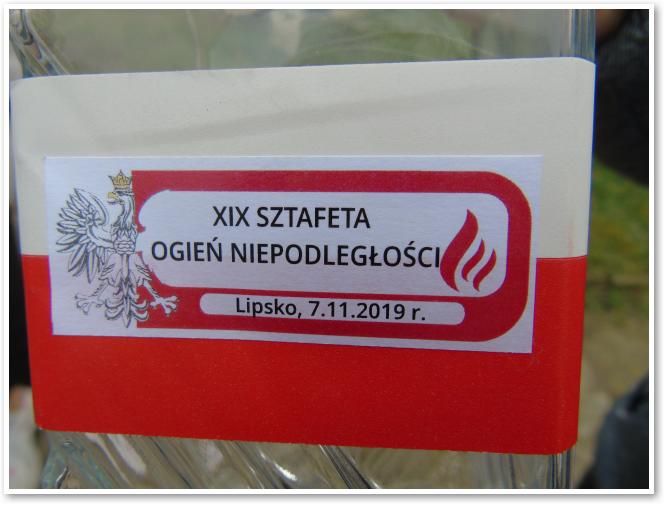 XIX SZTAFETA
OGIEŃ NIEPODLEGŁOŚCI
Lipsko, 7.11.2019 r.